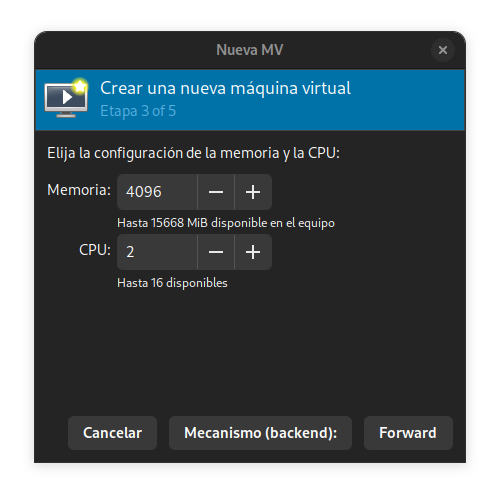 Nueva MV
Crear una nueva máquina virtual
Etapa 3 of 5
Elija la configuración de la memoria y la CPU:
Memoria: 4096
Hasta 15668 MiB disponible en el equipo
CPU: 2
Hasta 16 disponibles
Cancelar Mecanismo (backend): Forward